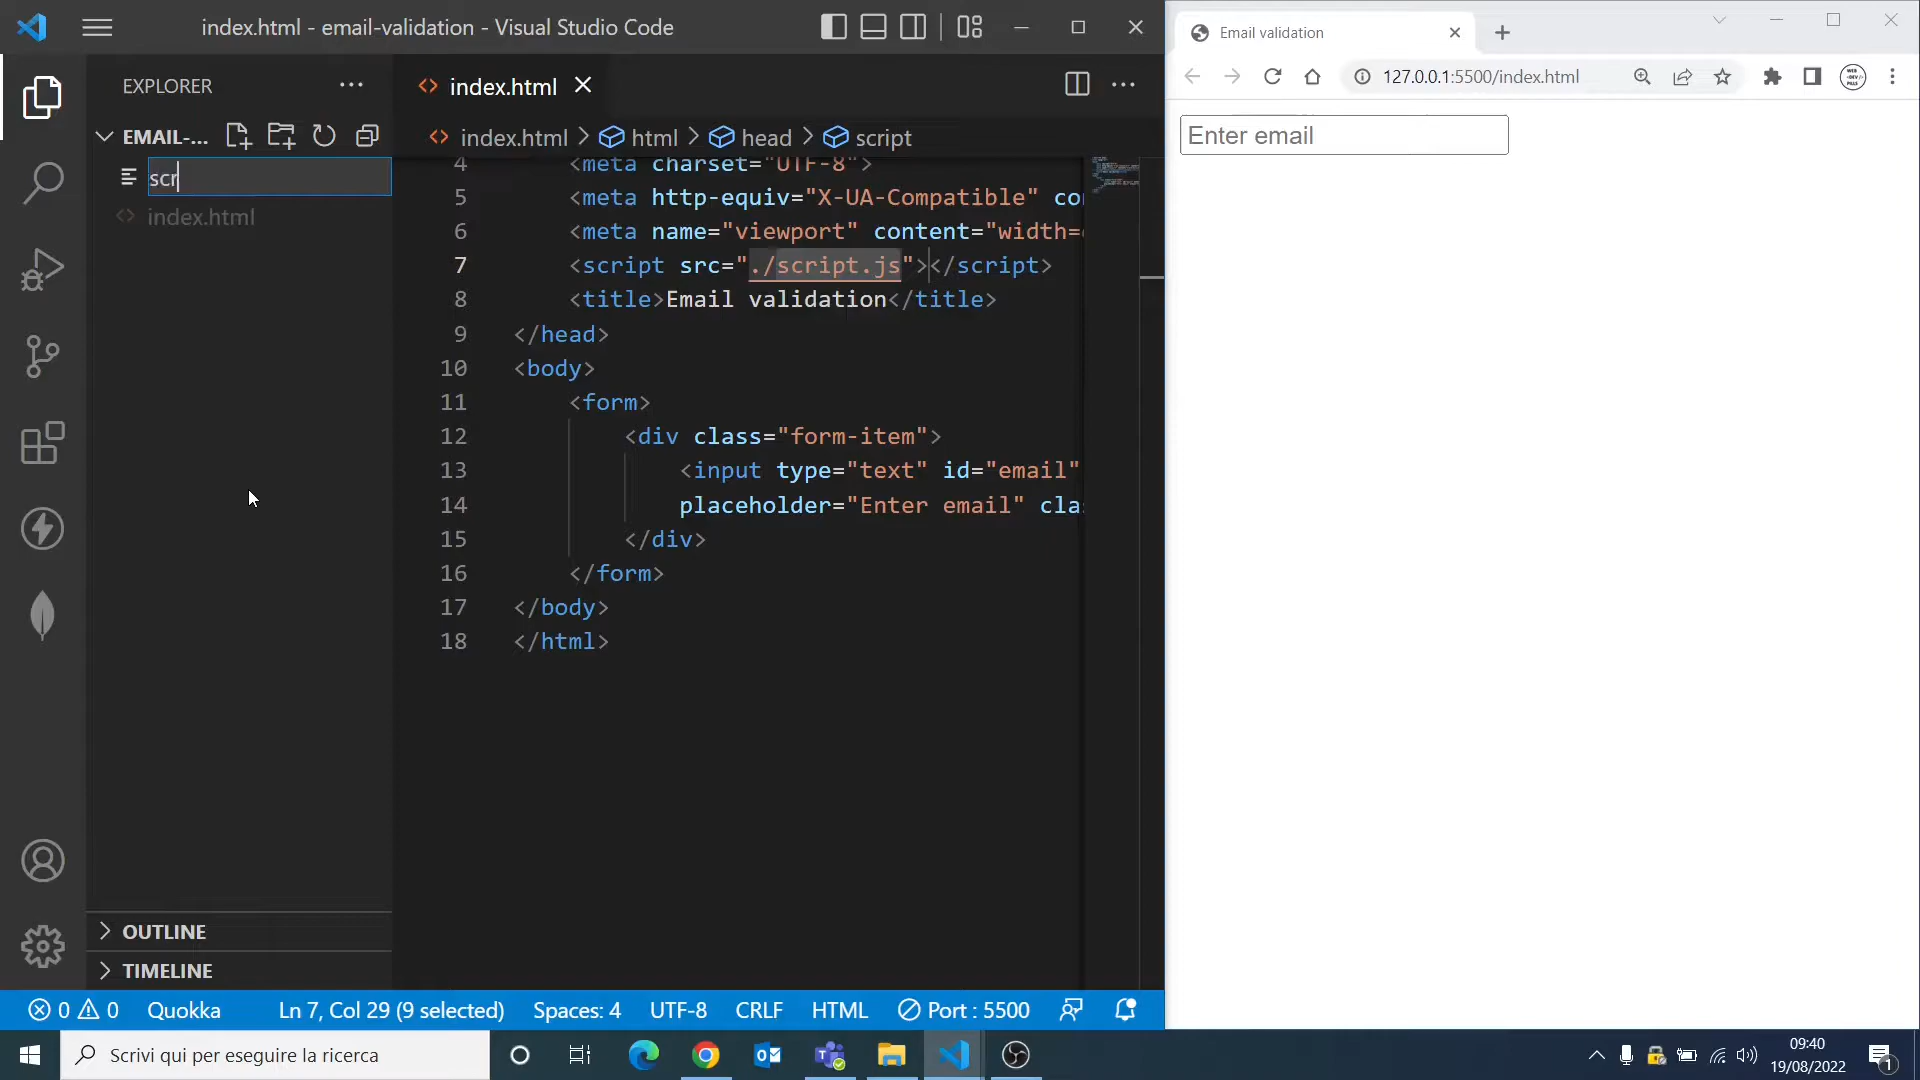 index.html - email-validation - Visual Studio Code
EXPLORER
EMAIL-...
scr
index.html
index.html
index.html > html > head > script
4 <meta charset="UTF-8">
5 <meta http-equiv="X-UA-Compatible" co
6 <meta name="viewport" content="width=
7 <script src="./script.js"></script>
8 <title>Email validation</title>
9 </head>
10 <body>
11 <form>
12 <div class="form-item">
13 <input type="text" id="email"
14 placeholder="Enter email" cla
15 </div>
16 </form>
17 </body>
18 </html>
OUTLINE
TIMELINE
0 0 Quokka Ln 7, Col 29 (9 selected) Spaces: 4 UTF-8 CRLF HTML Port : 5500
Email validation
127.0.0.1:5500/index.html
Enter email
Scrivi qui per eseguire la ricerca
09:40
19/08/2022
1